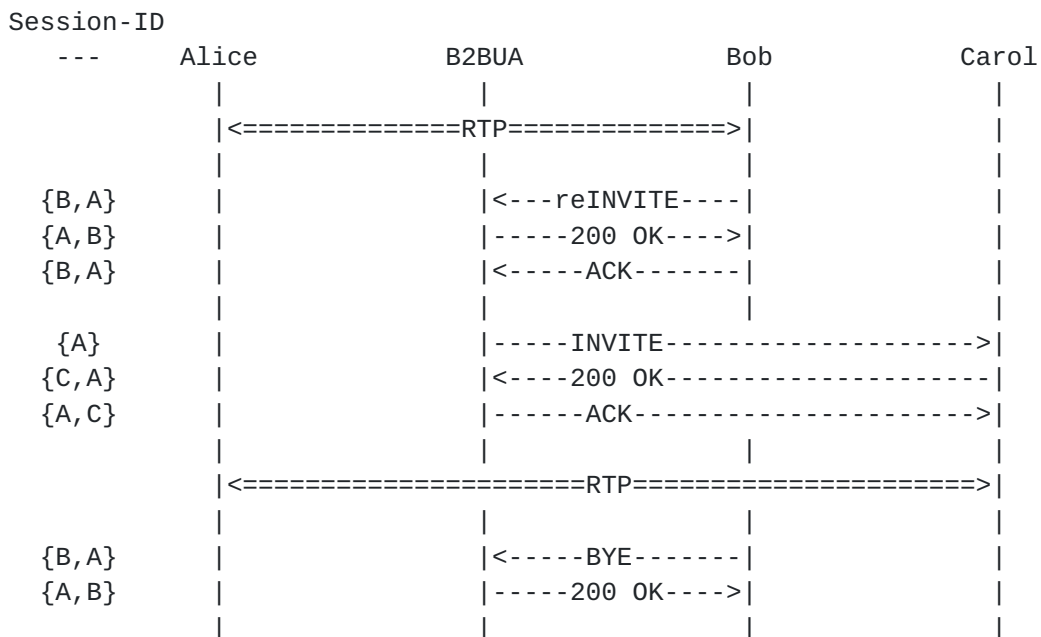 Session-ID
---     Alice            B2BUA             Bob            Carol
             |                |                |               |
             |<==============RTP==============>|               |
             |                |                |               |
  {B,A}      |                |<---reINVITE----|               |
  {A,B}      |                |-----200 OK---->|               |
  {B,A}      |                |<-----ACK-------|               |
             |                |                |               |
   {A}       |                |-----INVITE-------------------->|
  {C,A}      |                |<----200 OK---------------------|
  {A,C}      |                |------ACK---------------------->|
             |                |                |               |
             |<======================RTP======================>|
             |                |                |               |
  {B,A}      |                |<-----BYE-------|               |
  {A,B}      |                |-----200 OK---->|               |
             |                |                |               |